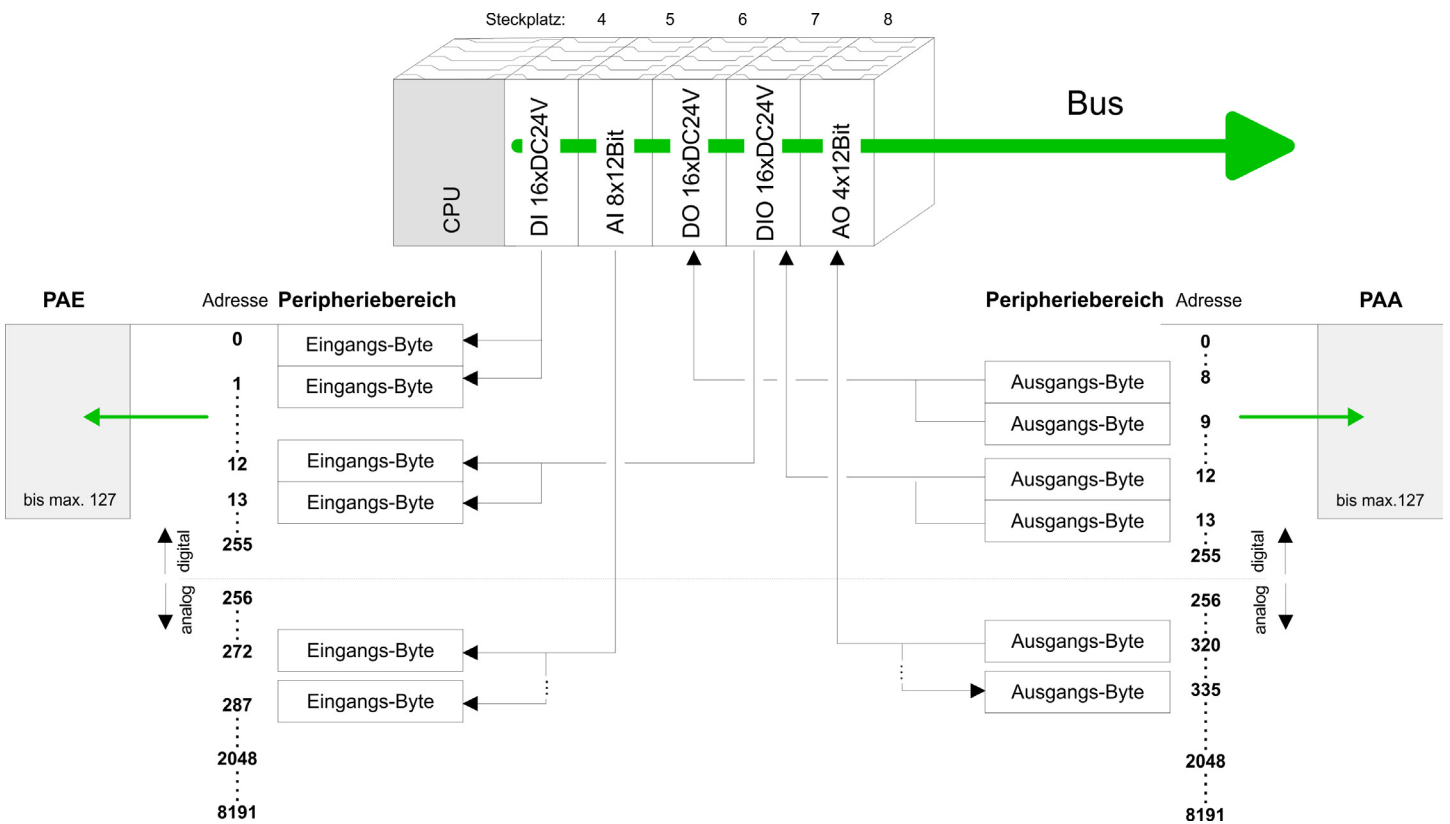 Steckplatz: 4 5 6 7 8
CPU
DI 16xDC24V
AI 8x12Bit
DO 16xDC24V
DIO 16xDC24V
AO 4x12Bit
Bus
PAE
Adresse Peripheriebereich
0 Eingangs-Byte
1 Eingangs-Byte
12 Eingangs-Byte
13 Eingangs-Byte
bis max. 127
255
digital
analog
256
272 Eingangs-Byte
287 Eingangs-Byte
2048
8191
Peripheriebereich Adresse
PAA
0
Ausgangs-Byte 8
Ausgangs-Byte 9
Ausgangs-Byte 12
Ausgangs-Byte 13
bis max.127
255
digital
analog
256
Ausgangs-Byte 320
Ausgangs-Byte 335
2048
8191